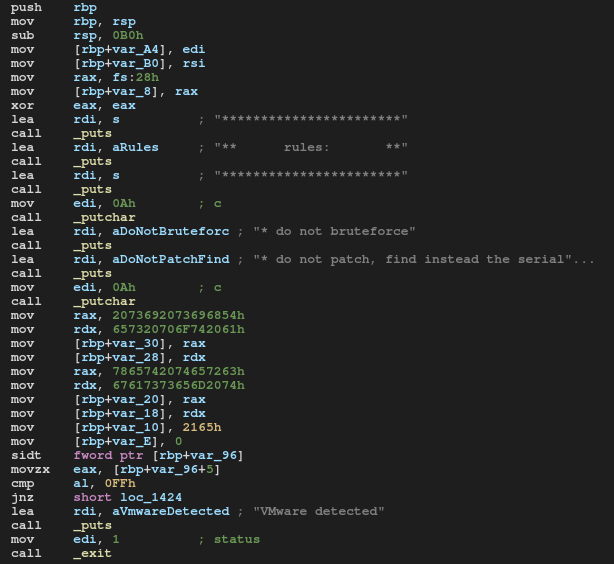 push rbp
mov rbp, rsp
sub rsp, 0B0h
mov [rbp+var_A4], edi
mov [rbp+var_B0], rsi
mov rax, fs:28h
mov [rbp+var_8], rax
xor eax, eax
lea rdi, s ; "***********************"
call _puts
lea rdi, aRules ; "** rules: **"
call _puts
lea rdi, s ; "***********************"
call _puts
mov edi, 0Ah ; c
call _putchar
lea rdi, aDoNotBruteforc ; "* do not bruteforce"
call _puts
lea rdi, aDoNotPatchFind ; "* do not patch, find instead the serial"...
call _puts
mov edi, 0Ah ; c
call _putchar
mov rax, 2073692073696854h
mov rdx, 657320706F742061h
mov [rbp+var_30], rax
mov [rbp+var_28], rdx
mov rax, 7865742074657263h
mov rdx, 67617373656D2074h
mov [rbp+var_20], rax
mov [rbp+var_18], rdx
mov [rbp+var_10], 2165h
mov [rbp+var_E], 0
sidt fword ptr [rbp+var_96]
movzx eax, [rbp+var_96+5]
cmp al, 0FFh
jnz short loc_1424
lea rdi, aVmwareDetected ; "VMware detected"
call _puts
mov edi, 1 ; status
call _exit